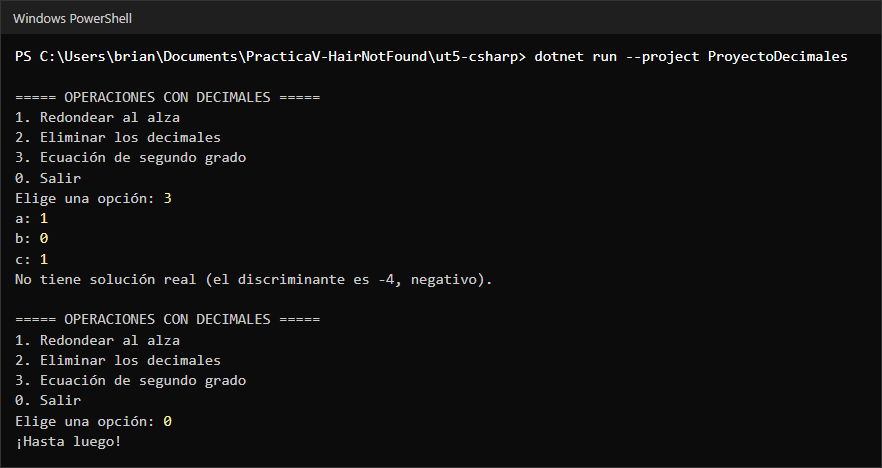 Windows PowerShell
PS C:\Users\brian\Documents\PracticaV-HairNotFound\ut5-csharp> dotnet run --project ProyectoDecimales
===== OPERACIONES CON DECIMALES =====
1. Redondear al alza
2. Eliminar los decimales
3. Ecuación de segundo grado
0. Salir
Elige una opción: 3
a: 1
b: 0
c: 1
No tiene solución real (el discriminante es -4, negativo).
===== OPERACIONES CON DECIMALES =====
1. Redondear al alza
2. Eliminar los decimales
3. Ecuación de segundo grado
0. Salir
Elige una opción: 0
¡Hasta luego!